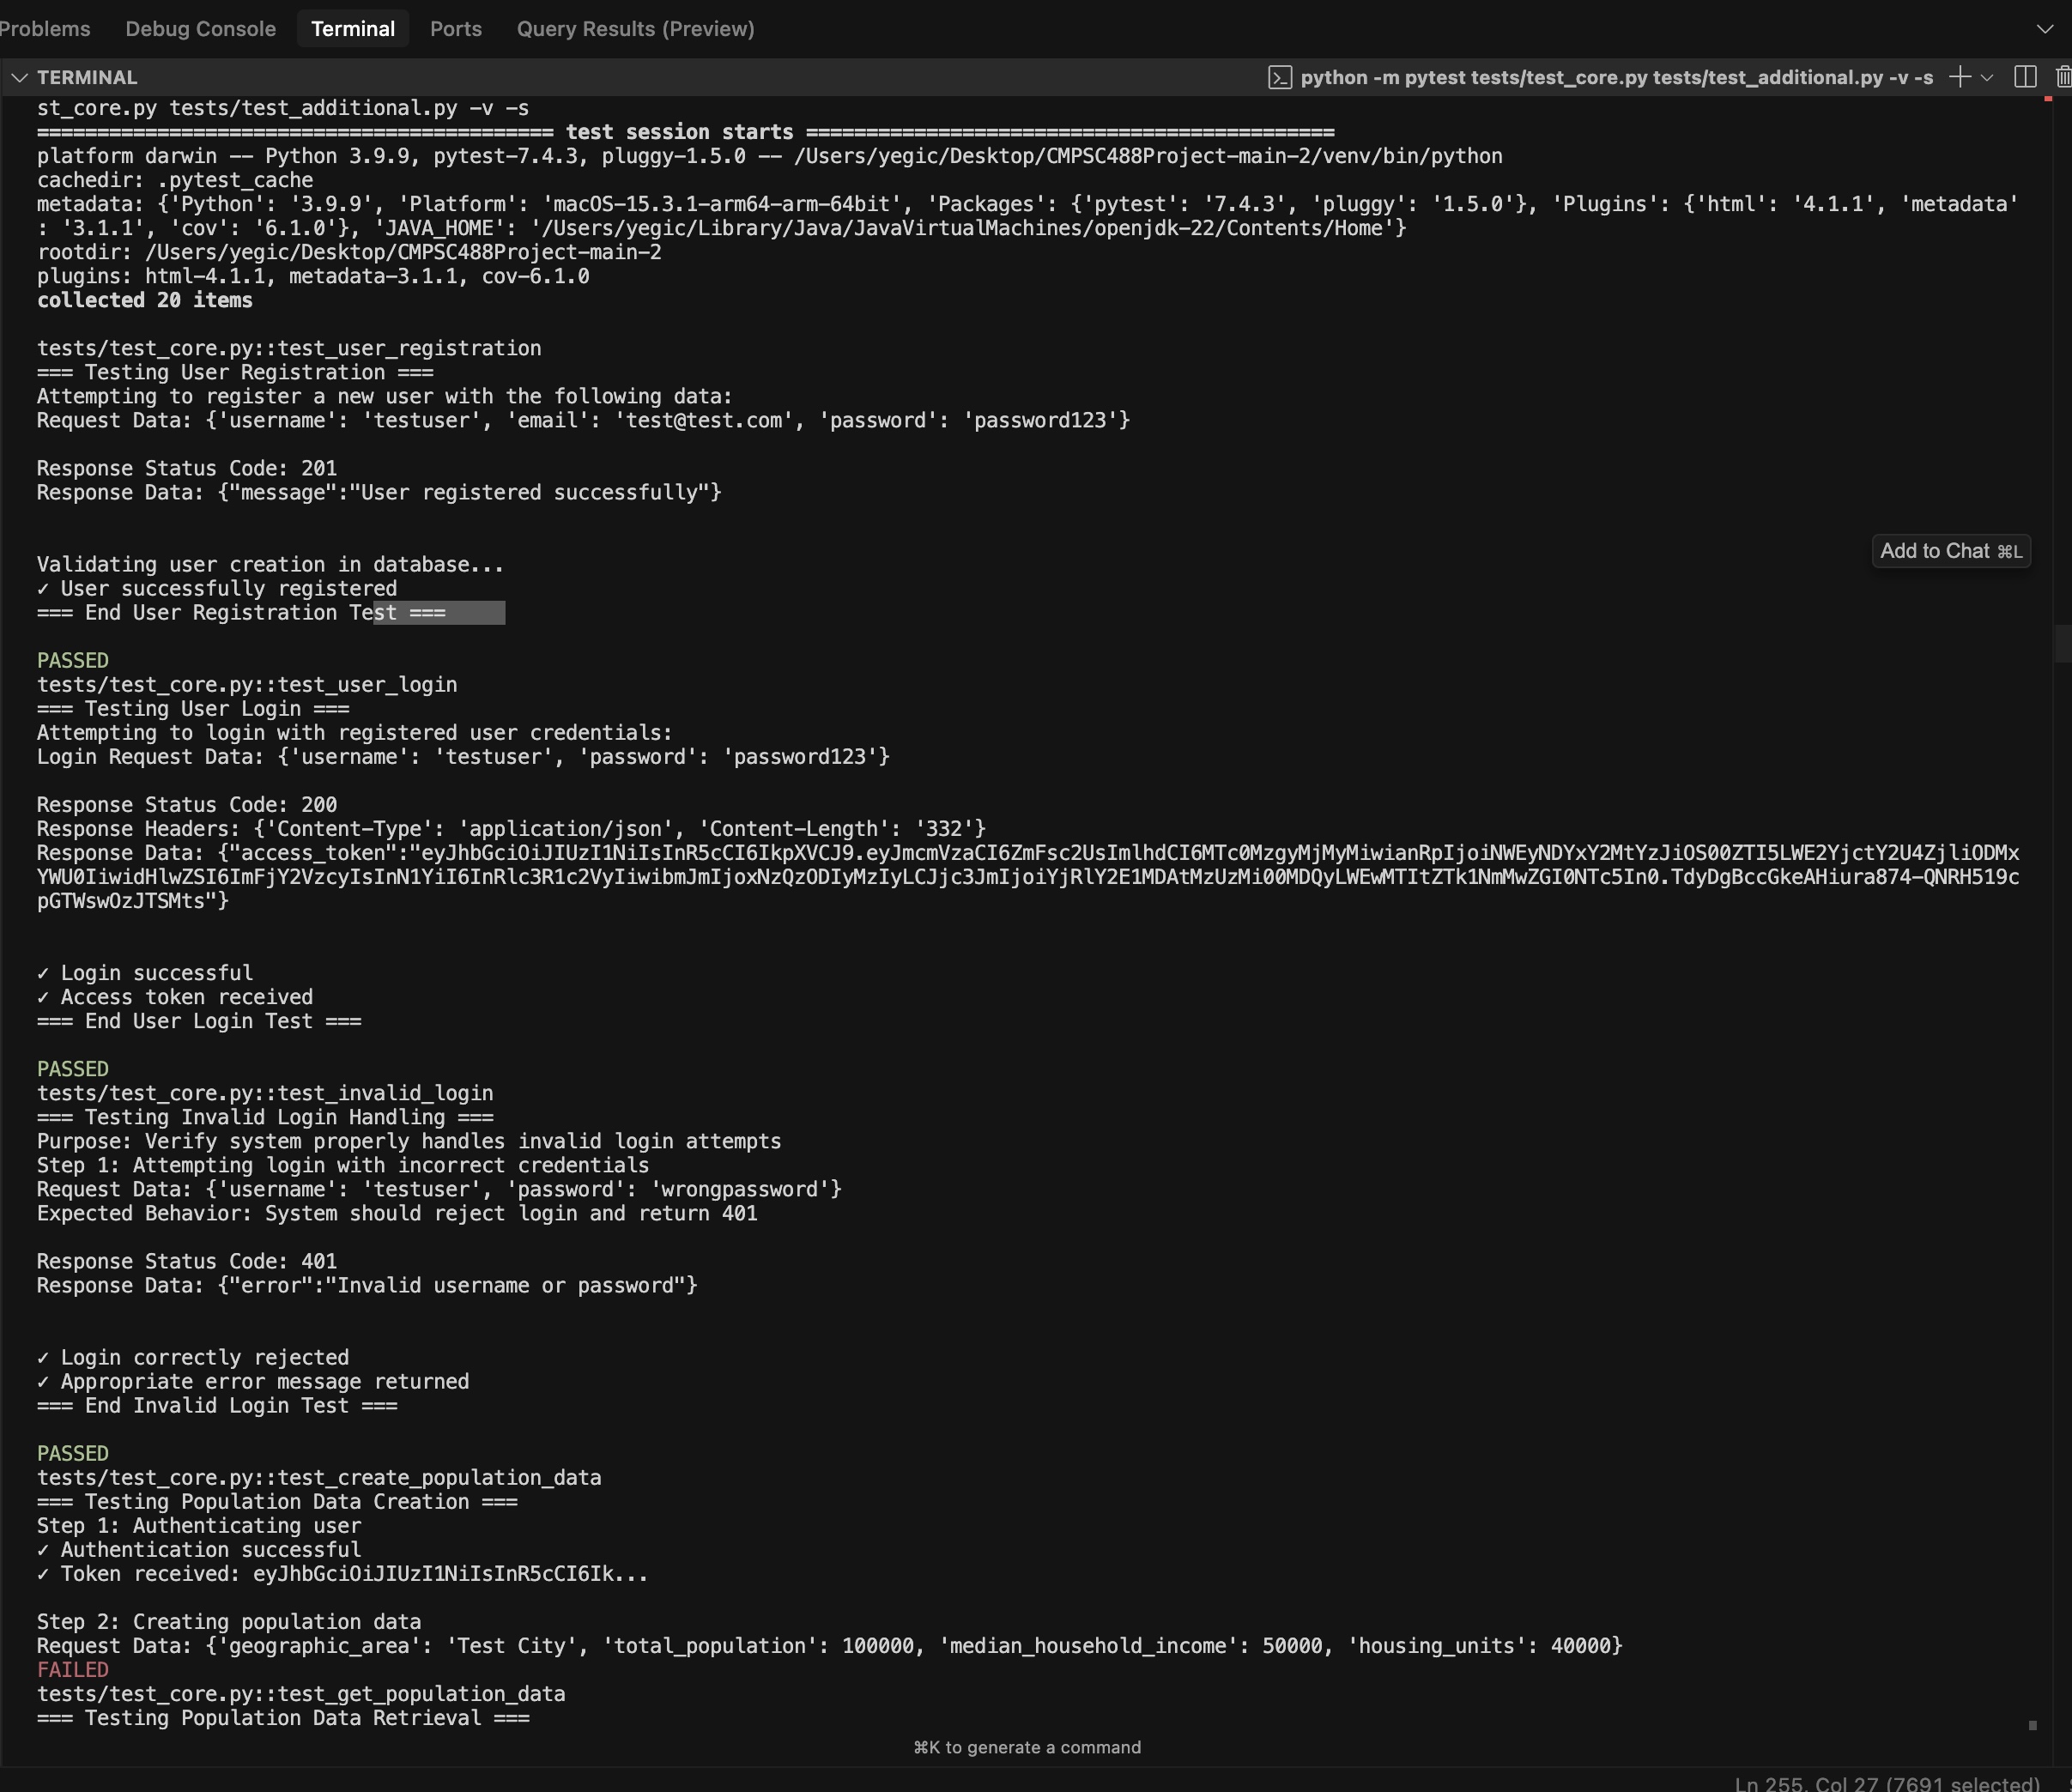 Problems Debug Console Terminal Ports Query Results (Preview)
TERMINAL python -m pytest tests/test_core.py tests/test_additional.py -v -s
st_core.py tests/test_additional.py -v -s
=========================================== test session starts ============================================
platform darwin -- Python 3.9.9, pytest-7.4.3, pluggy-1.5.0 -- /Users/yegic/Desktop/CMPSC488Project-main-2/venv/bin/python
cachedir: .pytest_cache
metadata: {'Python': '3.9.9', 'Platform': 'macOS-15.3.1-arm64-arm-64bit', 'Packages': {'pytest': '7.4.3', 'pluggy': '1.5.0'}, 'Plugins': {'html': '4.1.1', 'metadata'
: '3.1.1', 'cov': '6.1.0'}, 'JAVA_HOME': '/Users/yegic/Library/Java/JavaVirtualMachines/openjdk-22/Contents/Home'}
rootdir: /Users/yegic/Desktop/CMPSC488Project-main-2
plugins: html-4.1.1, metadata-3.1.1, cov-6.1.0
collected 20 items
tests/test_core.py::test_user_registration
=== Testing User Registration ===
Attempting to register a new user with the following data:
Request Data: {'username': 'testuser', 'email': 'test@test.com', 'password': 'password123'}
Response Status Code: 201
Response Data: {"message":"User registered successfully"}
Add to Chat ⌘L
Validating user creation in database...
✓ User successfully registered
=== End User Registration Test ===
PASSED
tests/test_core.py::test_user_login
=== Testing User Login ===
Attempting to login with registered user credentials:
Login Request Data: {'username': 'testuser', 'password': 'password123'}
Response Status Code: 200
Response Headers: {'Content-Type': 'application/json', 'Content-Length': '332'}
Response Data: {"access_token":"eyJhbGciOiJIUzI1NiIsInR5cCI6IkpXVCJ9.eyJmcmVzaCI6ZmFsc2UsImlhdCI6MTc0MzgyMjMyMiwianRpIjoiNWEyNDYxY2MtYzJiOS00ZTI5LWE2YjctY2U4ZjliODMx
YWU0IiwidHlwZSI6ImFjY2VzcyIsInN1YiI6InRlc3R1c2VyIiwibmJmIjoxNzQzODIyMzIyLCJjc3JmIjoiYjRlY2E1MDAtMzUzMi00MDQyLWEwMTItZTk1NmMwZGI0NTc5In0.TdyDgBccGkeAHiura874-QNRH519c
pGTWswOzJTSMts"}
✓ Login successful
✓ Access token received
=== End User Login Test ===
PASSED
tests/test_core.py::test_invalid_login
=== Testing Invalid Login Handling ===
Purpose: Verify system properly handles invalid login attempts
Step 1: Attempting login with incorrect credentials
Request Data: {'username': 'testuser', 'password': 'wrongpassword'}
Expected Behavior: System should reject login and return 401
Response Status Code: 401
Response Data: {"error":"Invalid username or password"}
✓ Login correctly rejected
✓ Appropriate error message returned
=== End Invalid Login Test ===
PASSED
tests/test_core.py::test_create_population_data
=== Testing Population Data Creation ===
Step 1: Authenticating user
✓ Authentication successful
✓ Token received: eyJhbGciOiJIUzI1NiIsInR5cCI6Ik...
Step 2: Creating population data
Request Data: {'geographic_area': 'Test City', 'total_population': 100000, 'median_household_income': 50000, 'housing_units': 40000}
FAILED
tests/test_core.py::test_get_population_data
=== Testing Population Data Retrieval ===
⌘K to generate a command
Ln 255, Col 27 (7691 selected)